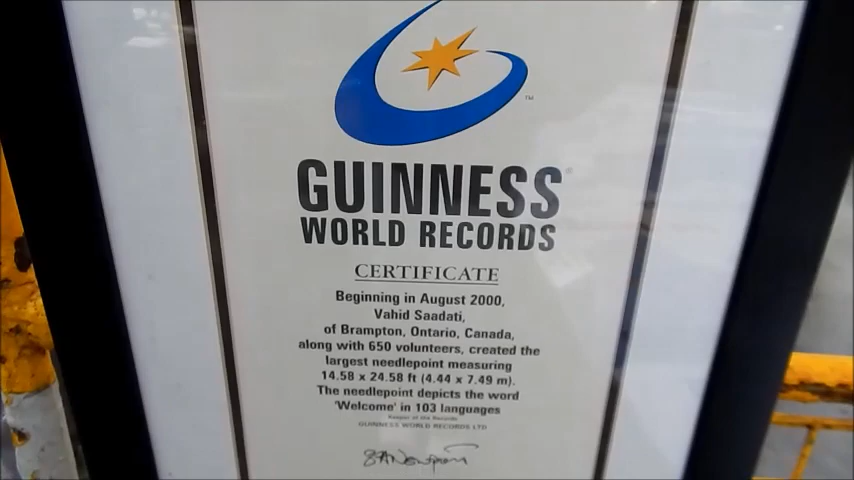 TM
GUINNESS®
WORLD RECORDS
CERTIFICATE
Beginning in August 2000,
Vahid Saadati,
of Brampton, Ontario, Canada,
along with 650 volunteers, created the
largest needlepoint measuring
14.58 x 24.58 ft (4.44 x 7.49 m).
The needlepoint depicts the word
'Welcome' in 103 languages
Keeper of the Records
GUINNESS WORLD RECORDS LTD